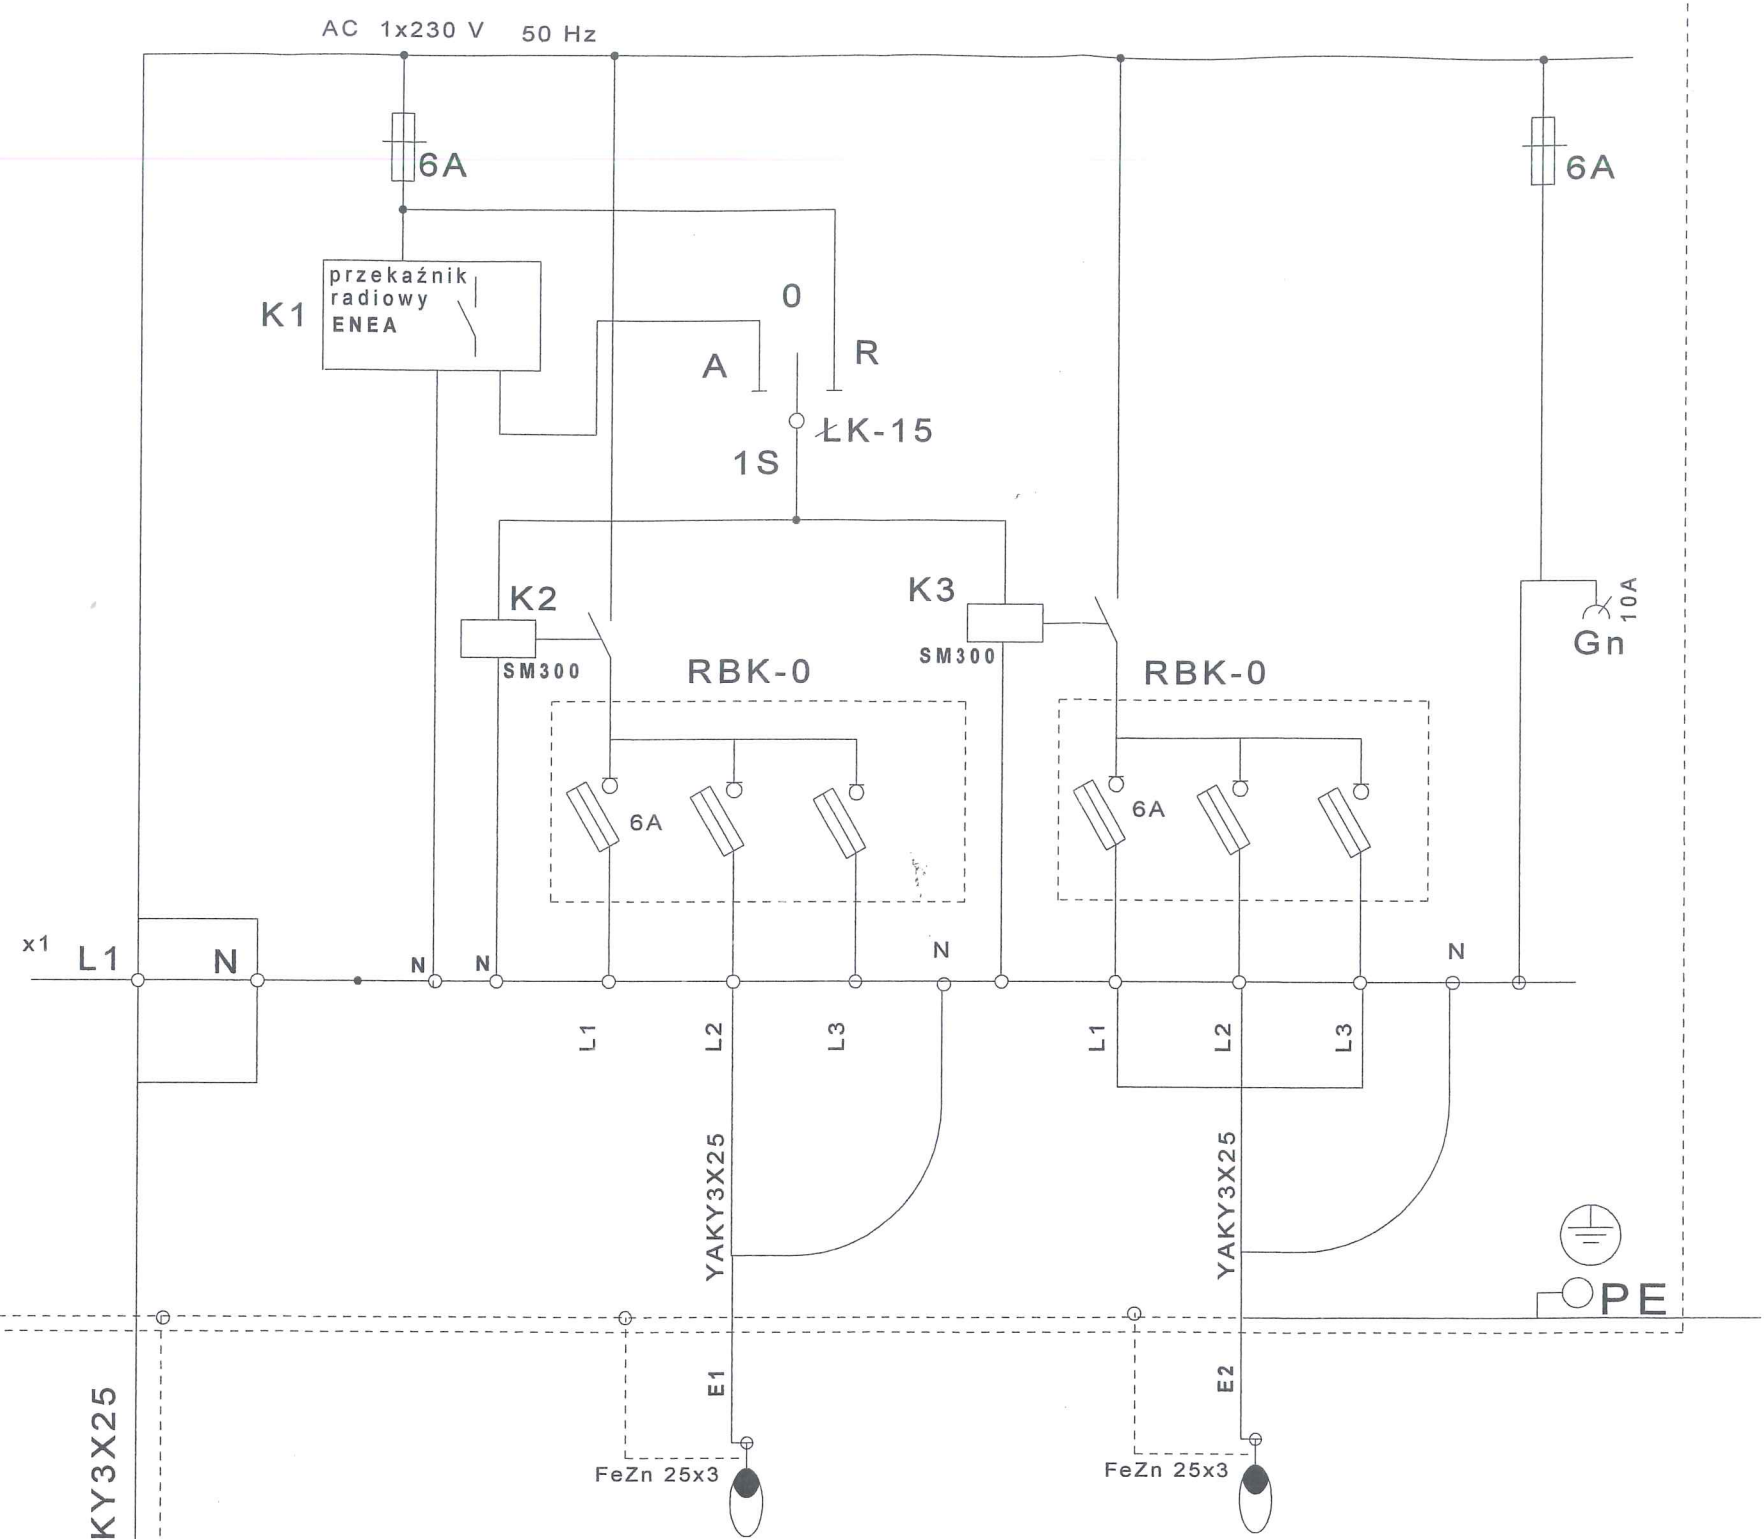 AC 1x230 V 50 Hz
6A
6A
przekaźnik
radiowy
ENEA
K1
0
A
R
ŁK-15
1S
K2
SM300
K3
SM300
10A
Gn
RBK-0
RBK-0
6A
6A
x1
L1
N
N
N
N
N
L1
L2
L3
L1
L2
L3
YAKY3X25
YAKY3X25
PE
E1
E2
KY3X25
FeZn 25x3
FeZn 25x3